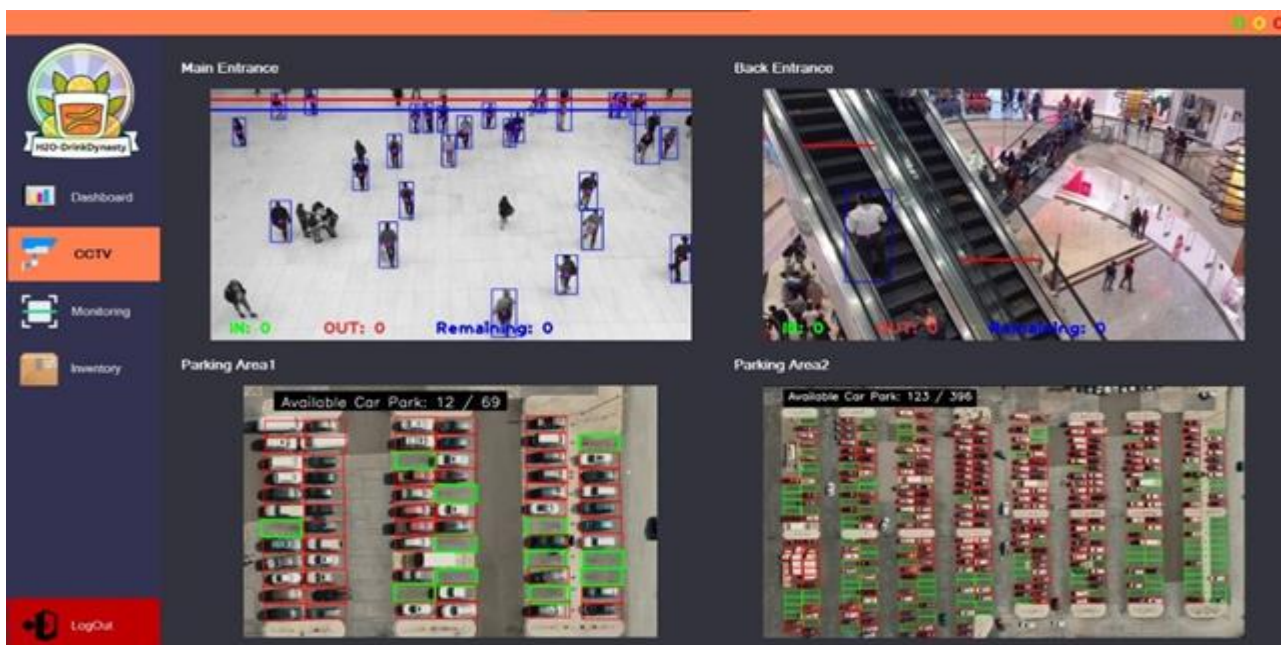 H2O-DrinkDynasty
Dashboard
CCTV
Monitoring
Inventory
LogOut
Main Entrance
IN: 0 OUT: 0 Remaining: 0
Back Entrance
IN: 0 OUT: 0 Remaining: 0
Parking Area1
Available Car Park: 12 / 69
Parking Area2
Available Car Park: 123 / 396